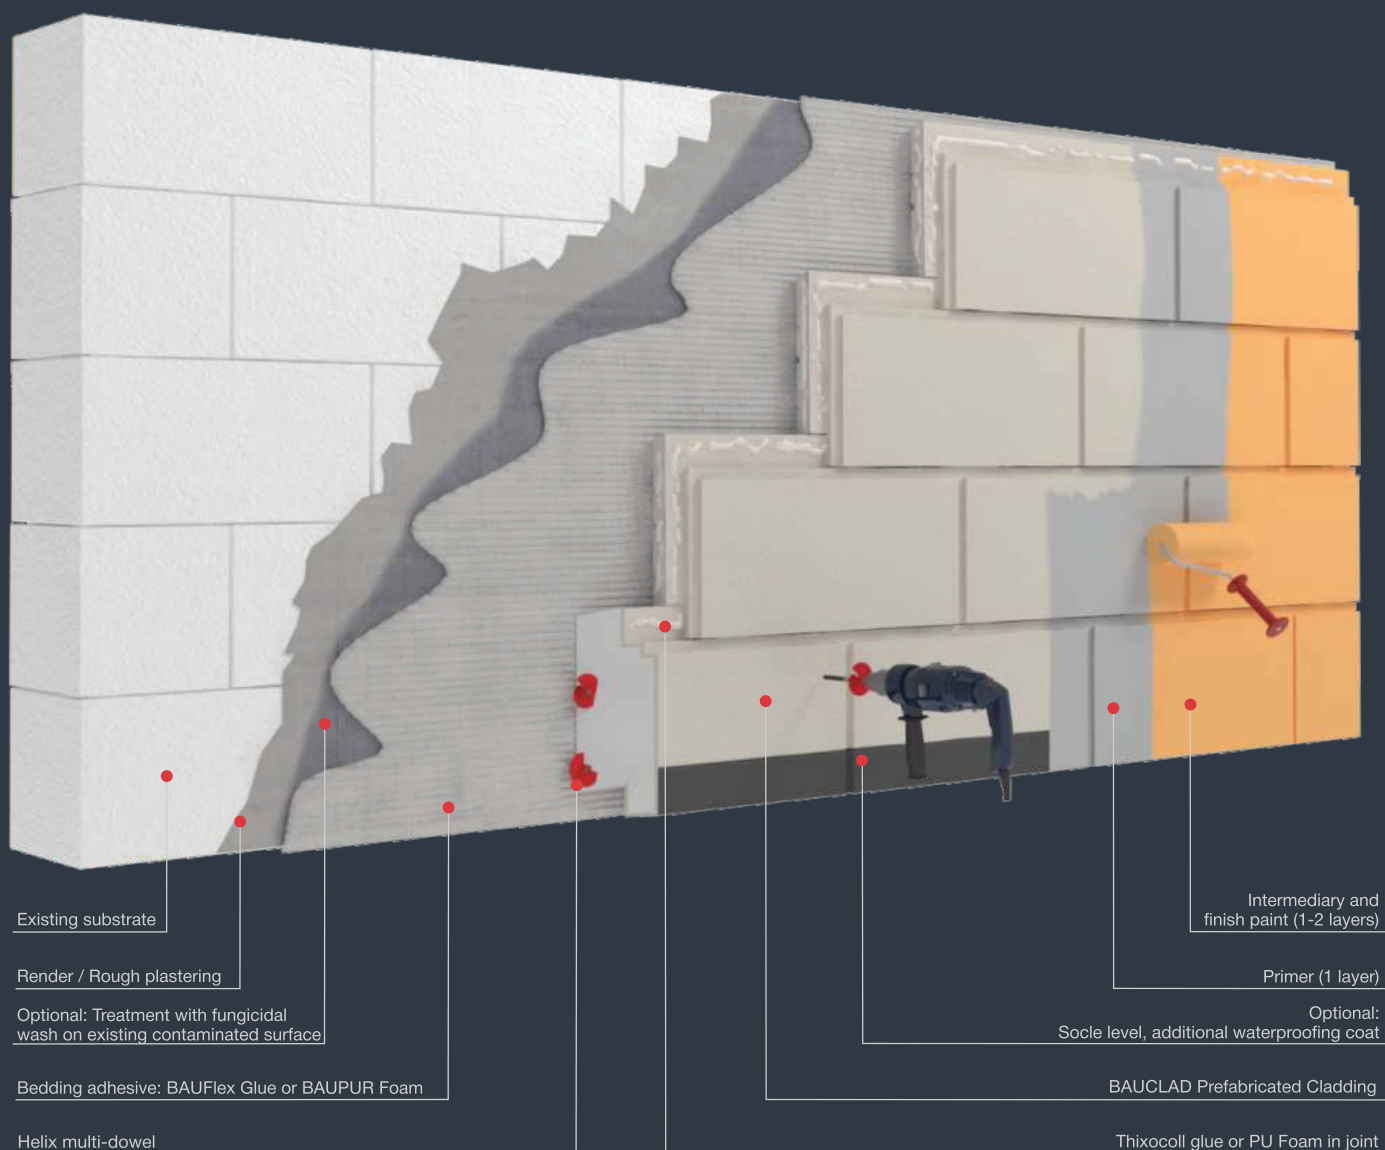 Existing substrate
Render / Rough plastering
Optional: Treatment with fungicidal
wash on existing contaminated surface
Bedding adhesive: BAUFlex Glue or BAUPUR Foam
Helix multi-dowel
Intermediary and
finish paint (1-2 layers)
Primer (1 layer)
Optional:
Socle level, additional waterproofing coat
BAUCLAD Prefabricated Cladding
Thixocoll glue or PU Foam in joint